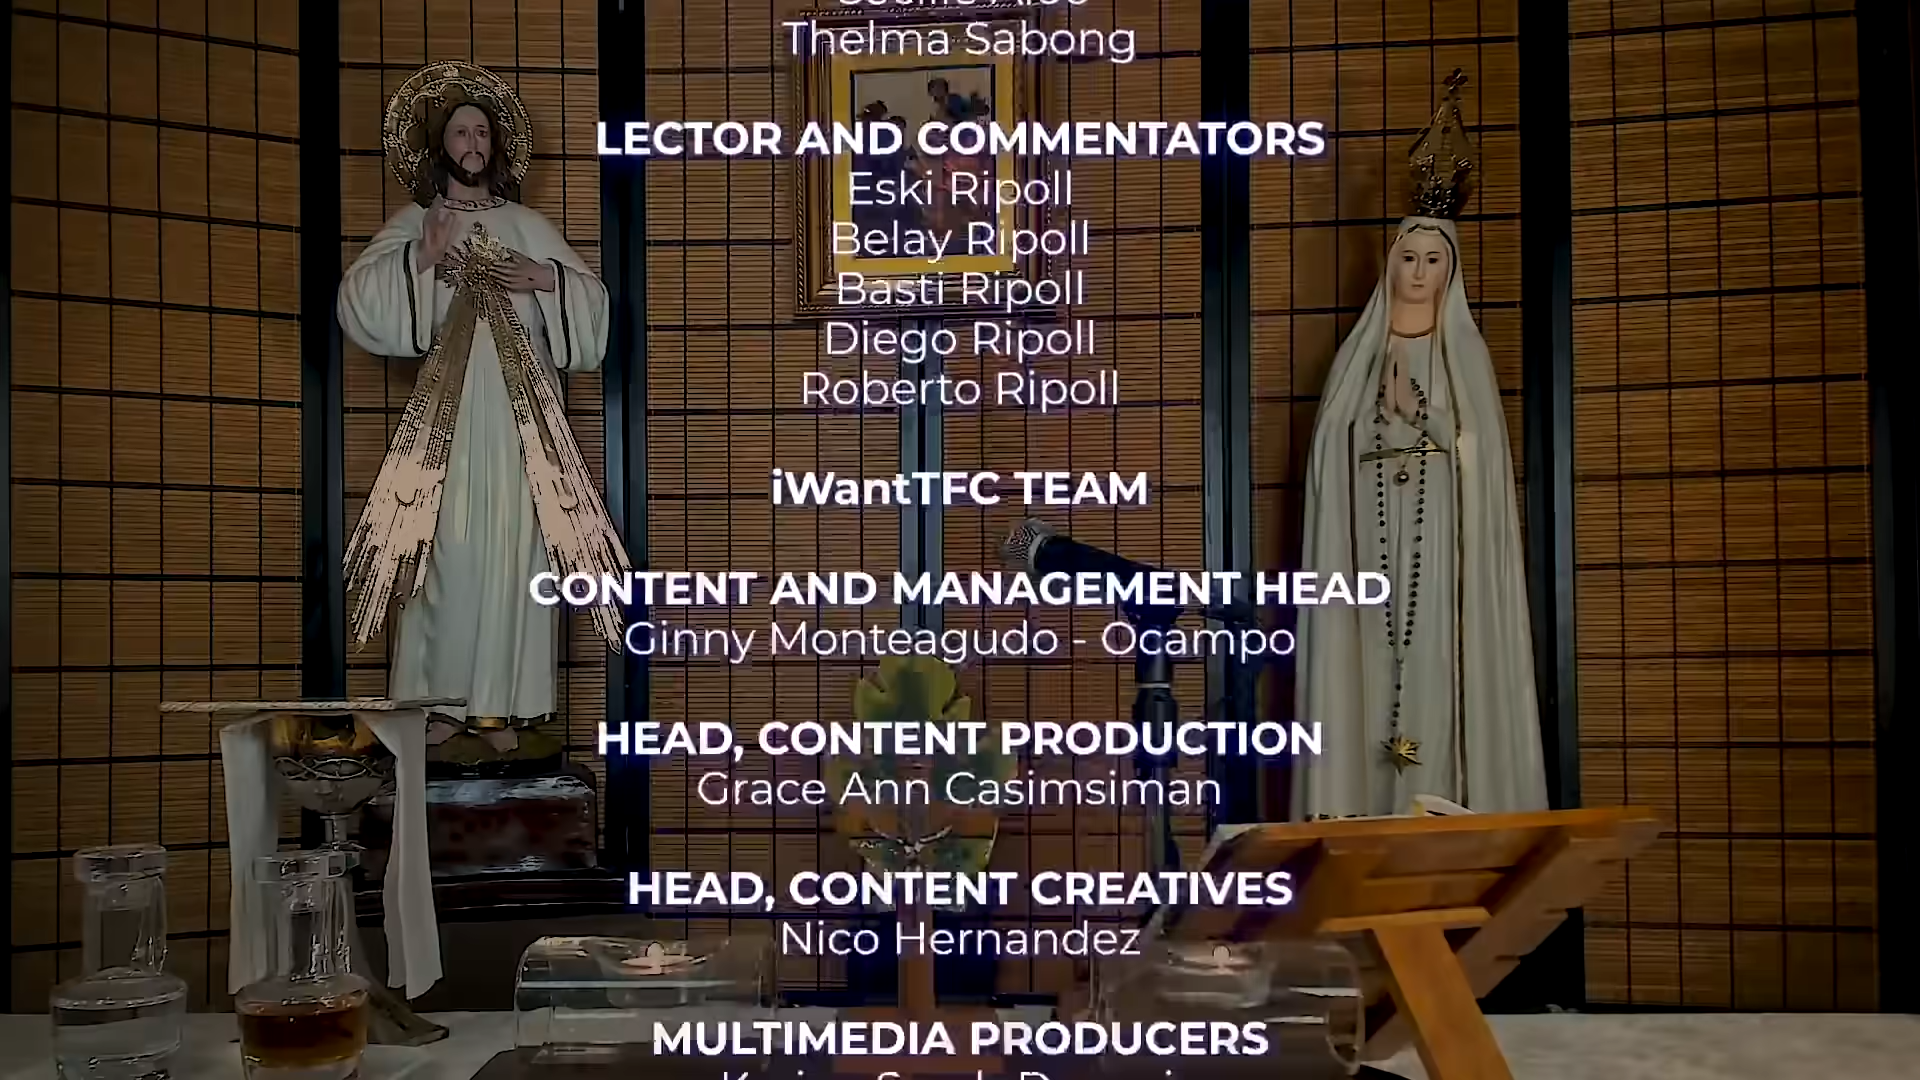 Thelma Sabong
LECTOR AND COMMENTATORS
Eski Ripoll
Belay Ripoll
Basti Ripoll
Diego Ripoll
Roberto Ripoll
iWantTFC TEAM
CONTENT AND MANAGEMENT HEAD
Ginny Monteagudo - Ocampo
HEAD, CONTENT PRODUCTION
Grace Ann Casimsiman
HEAD, CONTENT CREATIVES
Nico Hernandez
MULTIMEDIA PRODUCERS